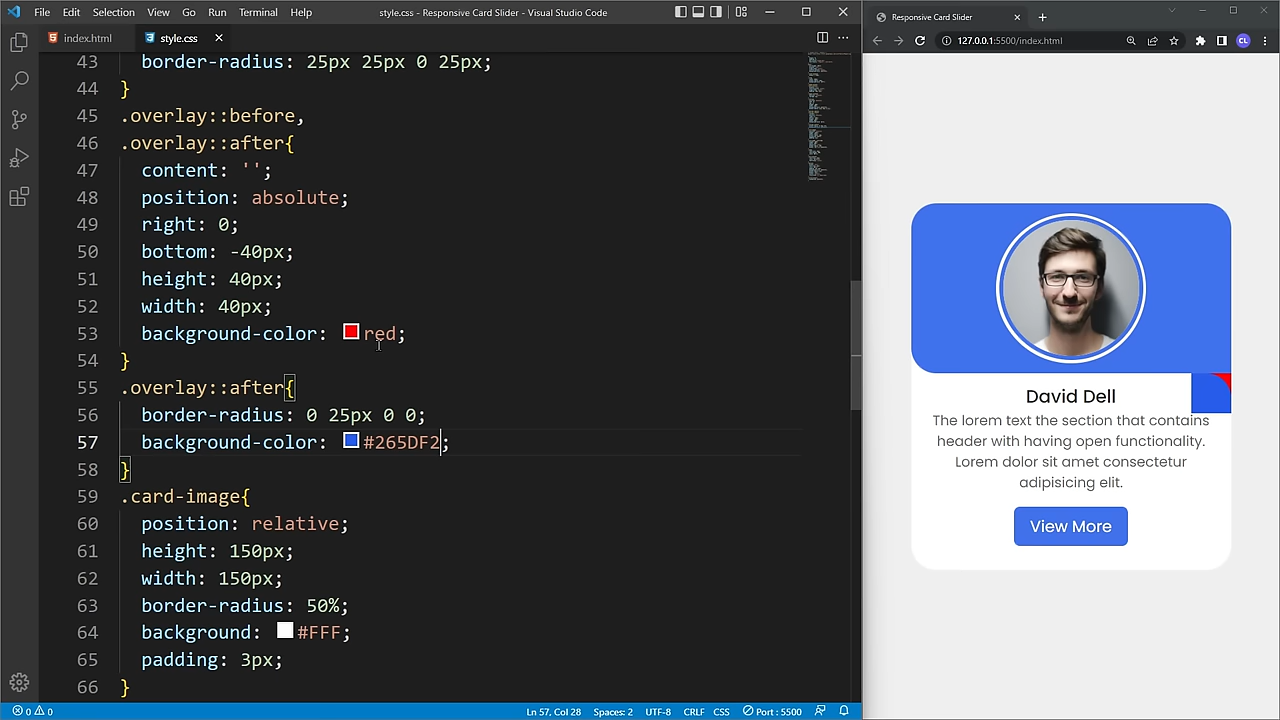 File Edit Selection View Go Run Terminal Help style.css - Responsive Card Slider - Visual Studio Code
index.html style.css
43 border-radius: 25px 25px 0 25px;
44 }
45 .overlay::before,
46 .overlay::after{
47 content: '';
48 position: absolute;
49 right: 0;
50 bottom: -40px;
51 height: 40px;
52 width: 40px;
53 background-color: red;
54 }
55 .overlay::after{
56 border-radius: 0 25px 0 0;
57 background-color: #265DF2;
58 }
59 .card-image{
60 position: relative;
61 height: 150px;
62 width: 150px;
63 border-radius: 50%;
64 background: #FFF;
65 padding: 3px;
66 }
0 0 Ln 57, Col 28 Spaces: 2 UTF-8 CRLF CSS Port : 5500
Responsive Card Slider
127.0.0.1:5500/index.html CL
David Dell
The lorem text the section that contains
header with having open functionality.
Lorem dolor sit amet consectetur
adipisicing elit.
View More